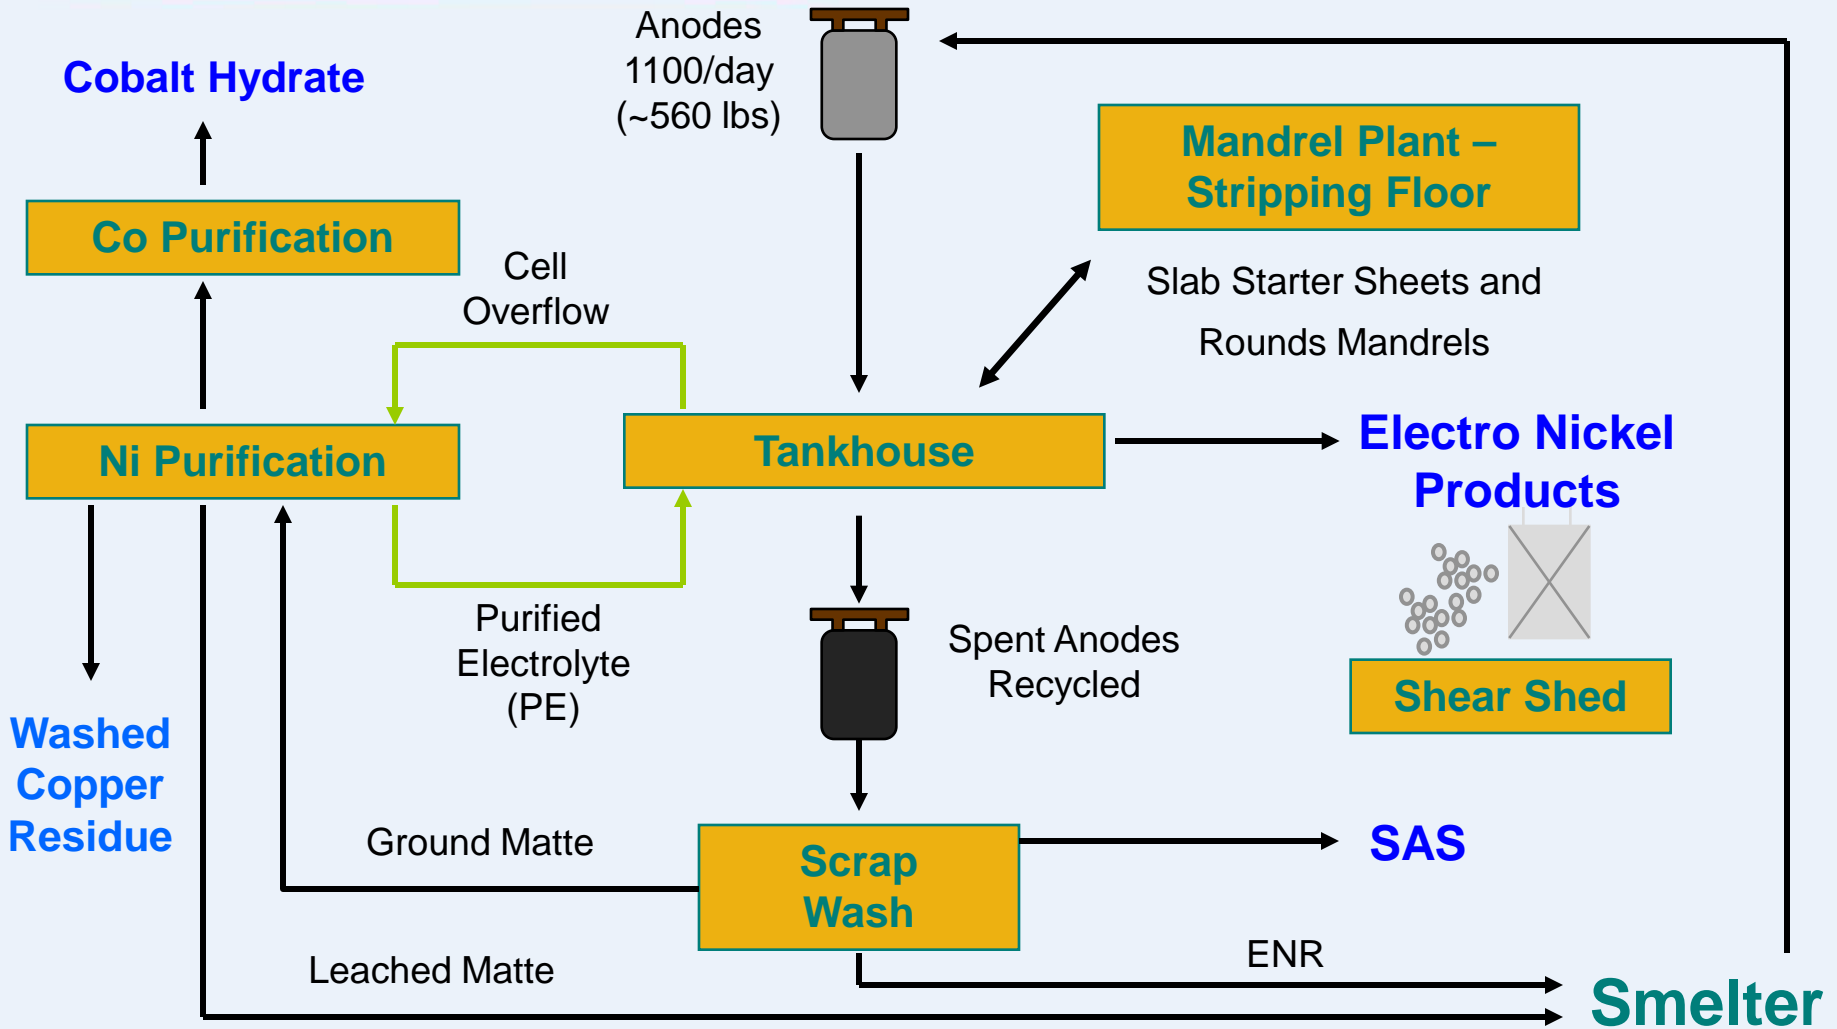 Anodes
1100/day
(~560 lbs)
Cobalt Hydrate
Mandrel Plant –
Stripping Floor
Co Purification
Cell
Overflow
Slab Starter Sheets and
Rounds Mandrels
Ni Purification
Tankhouse
Electro Nickel
Products
Purified
Electrolyte
(PE)
Spent Anodes
Recycled
Shear Shed
Washed
Copper
Residue
Ground Matte
Scrap
Wash
SAS
Leached Matte
ENR
Smelter